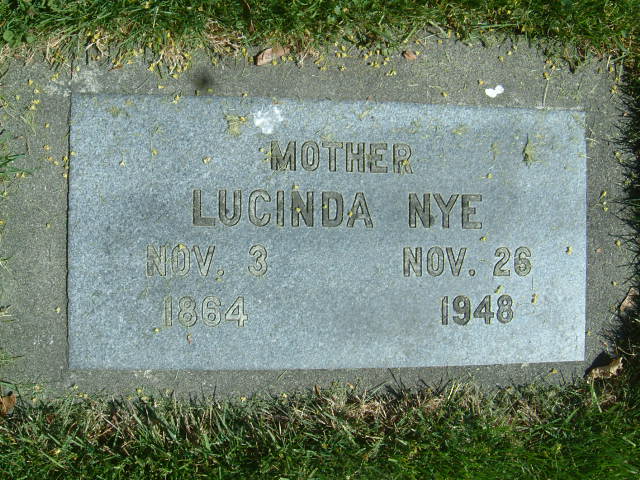 MOTHER
LUCINDA NYE
NOV. 3 NOV. 26
1864 1948